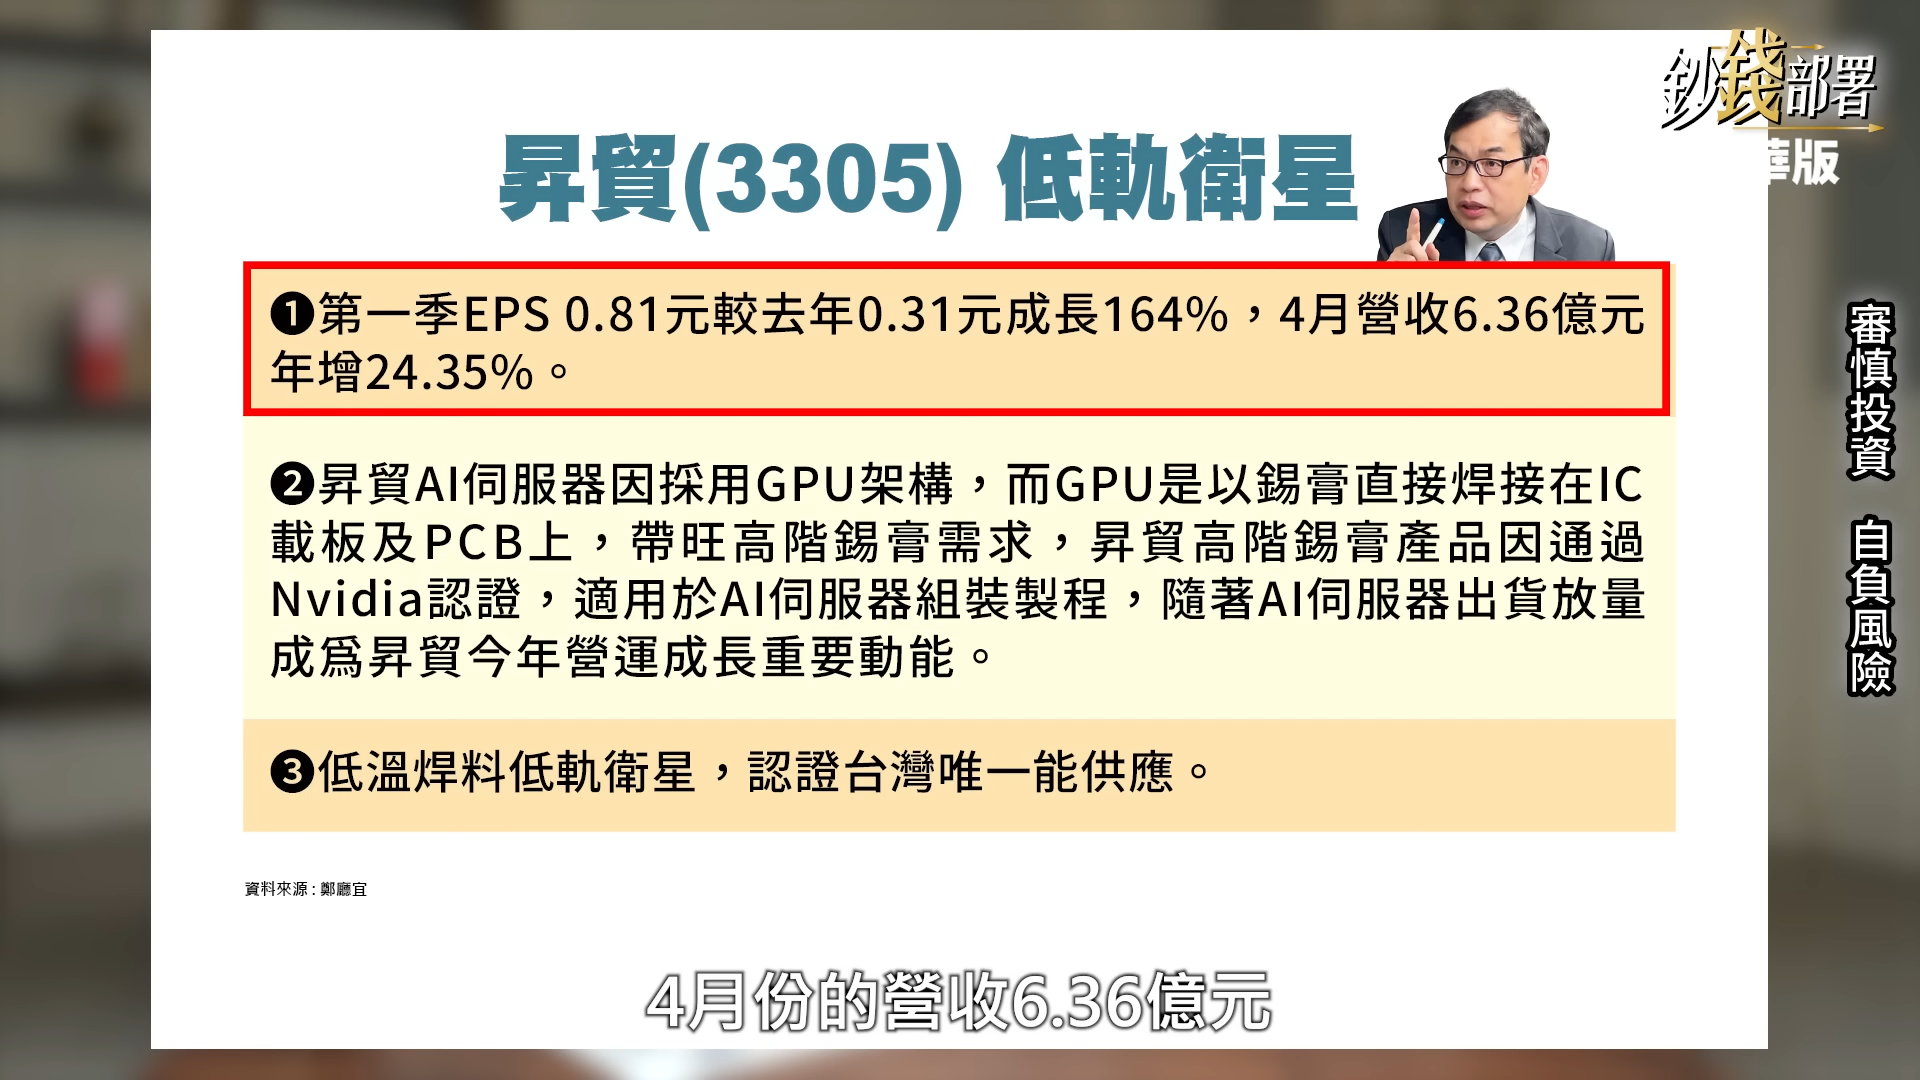 鈔錢部署
華版
昇貿(3305) 低軌衛星
❶第一季EPS 0.81元較去年0.31元成長164%，4月營收6.36億元
年增24.35%。
❷昇貿AI伺服器因採用GPU架構，而GPU是以錫膏直接焊接在IC
載板及PCB上，帶旺高階錫膏需求，昇貿高階錫膏產品因通過
Nvidia認證，適用於AI伺服器組裝製程，隨著AI伺服器出貨放量
成爲昇貿今年營運成長重要動能。
❸低溫焊料低軌衛星，認證台灣唯一能供應。
資料來源 : 鄭廳宜
審慎投資 自負風險
4月份的營收6.36億元